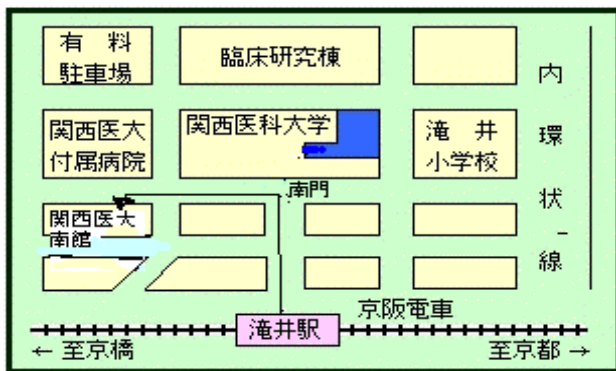 有 料
駐車場
臨床研究棟
関西医大
付属病院
関西医科大学
滝 井
小学校
内環状線
南門
関西医大
南館
京阪電車
滝井駅
← 至京橋
至京都 →